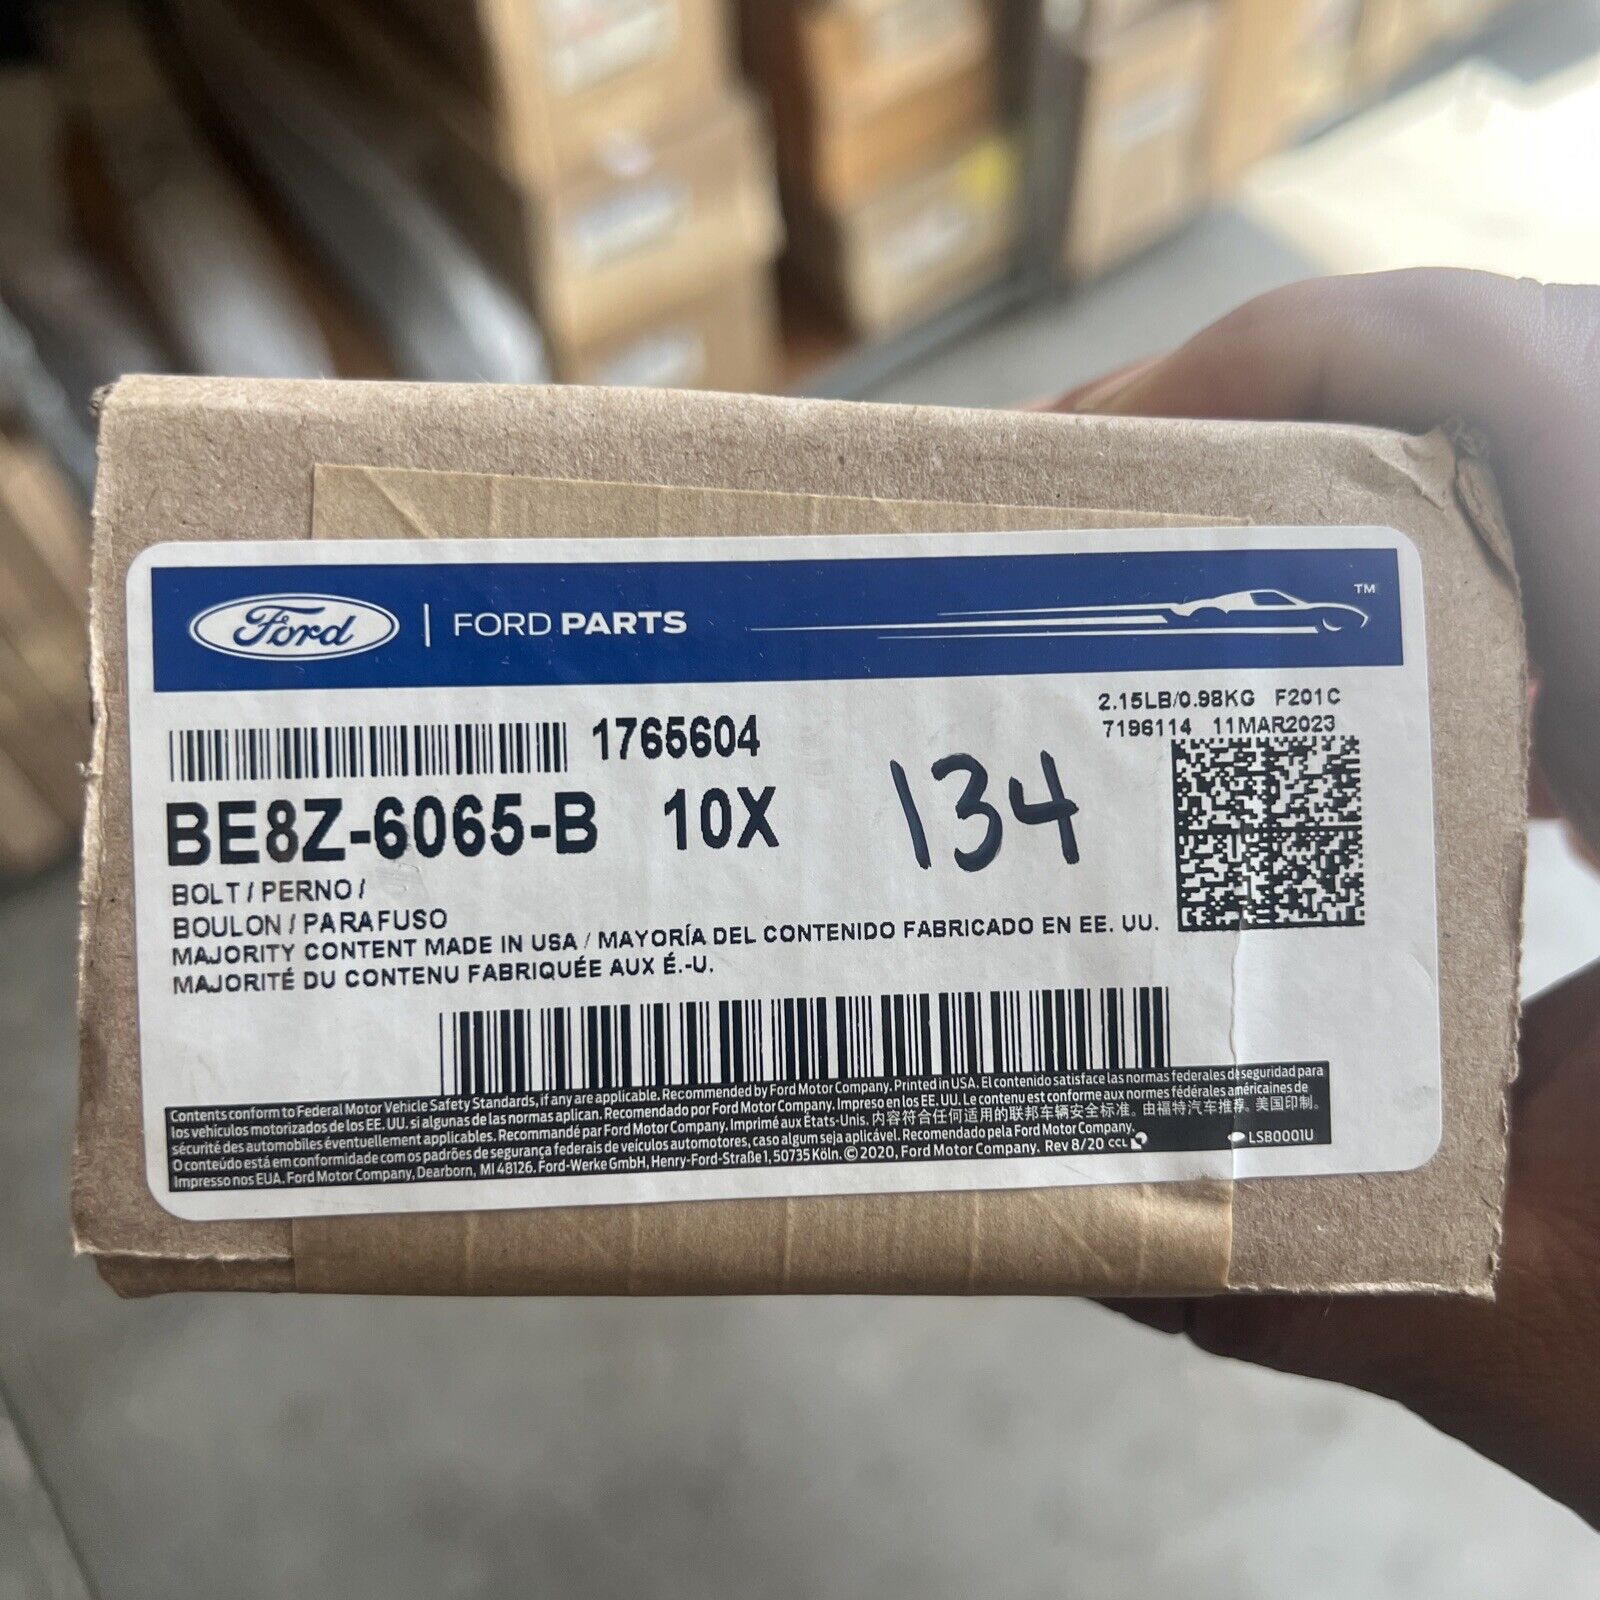 Ford | FORD PARTS ™
2.15LB/0.98KG F201C
7196114 11MAR2023
1765604
BE8Z-6065-B 10X
134
BOLT / PERNO /
BOULON / PARAFUSO
MAJORITY CONTENT MADE IN USA / MAYORÍA DEL CONTENIDO FABRICADO EN EE. UU.
MAJORITÉ DU CONTENU FABRIQUÉE AUX É.-U.
Contents conform to Federal Motor Vehicle Safety Standards, if any are applicable. Recommended by Ford Motor Company. Printed in USA. El contenido satisface las normas federales de seguridad para
los vehículos motorizados de los EE. UU. si algunas de las normas aplican. Recomendado por Ford Motor Company. Impreso en los EE. UU. Le contenu est conforme aux normes fédérales américaines de
sécurité des automobiles éventuellement applicables. Recommandé par Ford Motor Company. Imprimé aux États-Unis. 内容符合任何适用的联邦车辆安全标准。由福特汽车推荐。美国印制。
O conteúdo está em conformidade com os padrões de segurança federais de veículos automotores, caso algum seja aplicável. Recomendado pela Ford Motor Company.
Impresso nos EUA. Ford Motor Company, Dearborn, MI 48126. Ford-Werke GmbH, Henry-Ford-Straße 1, 50735 Köln. © 2020, Ford Motor Company. Rev 8/20 CCL LSB0001U